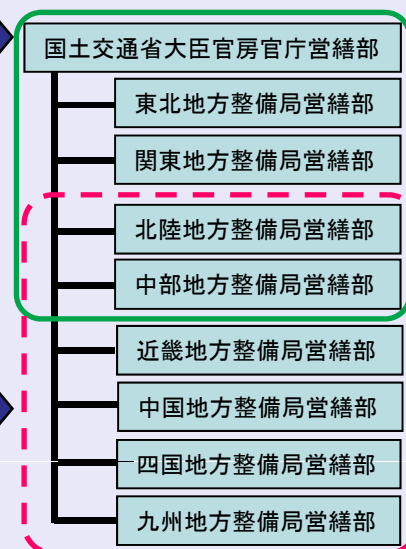 国土交通省大臣官房官庁営繕部
東北地方整備局営繕部
関東地方整備局営繕部
北陸地方整備局営繕部
中部地方整備局営繕部
近畿地方整備局営繕部
中国地方整備局営繕部
四国地方整備局営繕部
九州地方整備局営繕部